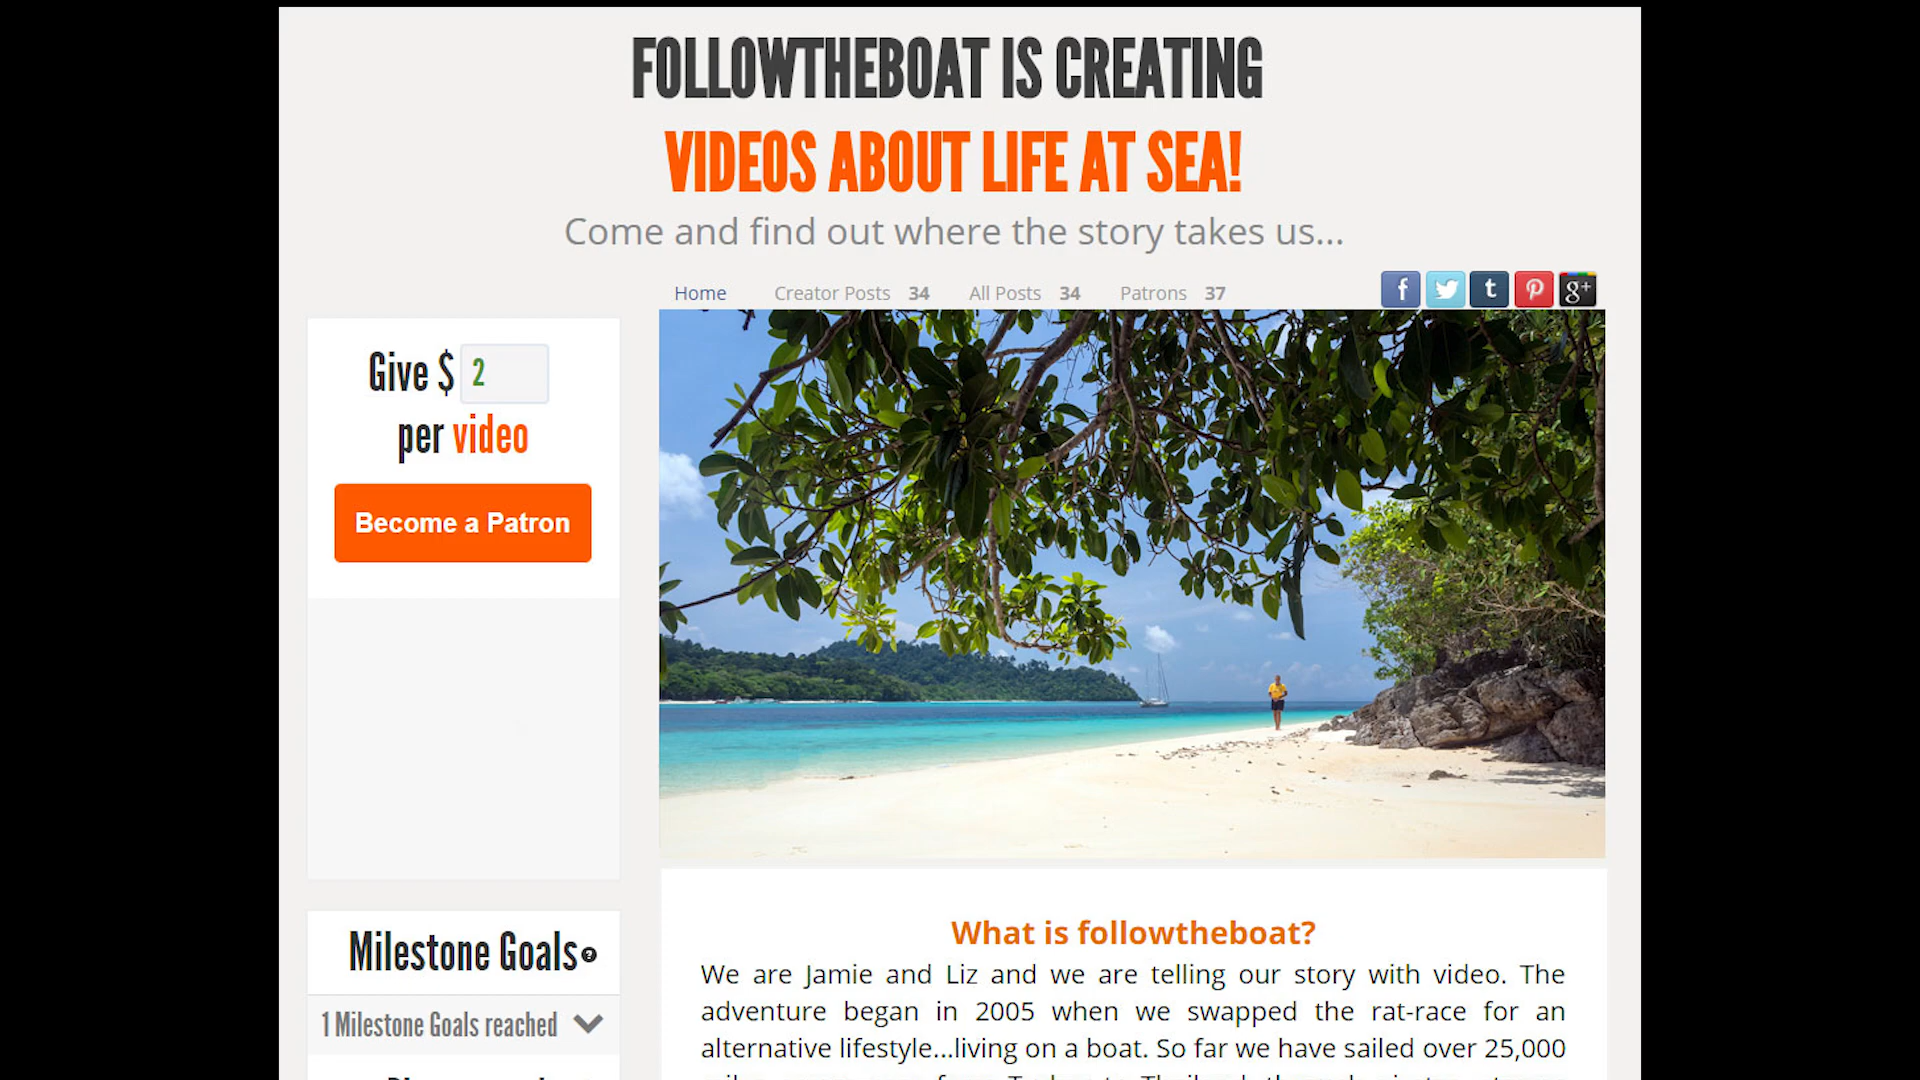 FOLLOWTHEBOAT IS CREATING
VIDEOS ABOUT LIFE AT SEA!
Come and find out where the story takes us...
Home Creator Posts 34 All Posts 34 Patrons 37
f t p g+
Give $ 2
per video
Become a Patron
Milestone Goals ?
1 Milestone Goals reached
What is followtheboat?
We are Jamie and Liz and we are telling our story with video. The
adventure began in 2005 when we swapped the rat-race for an
alternative lifestyle...living on a boat. So far we have sailed over 25,000